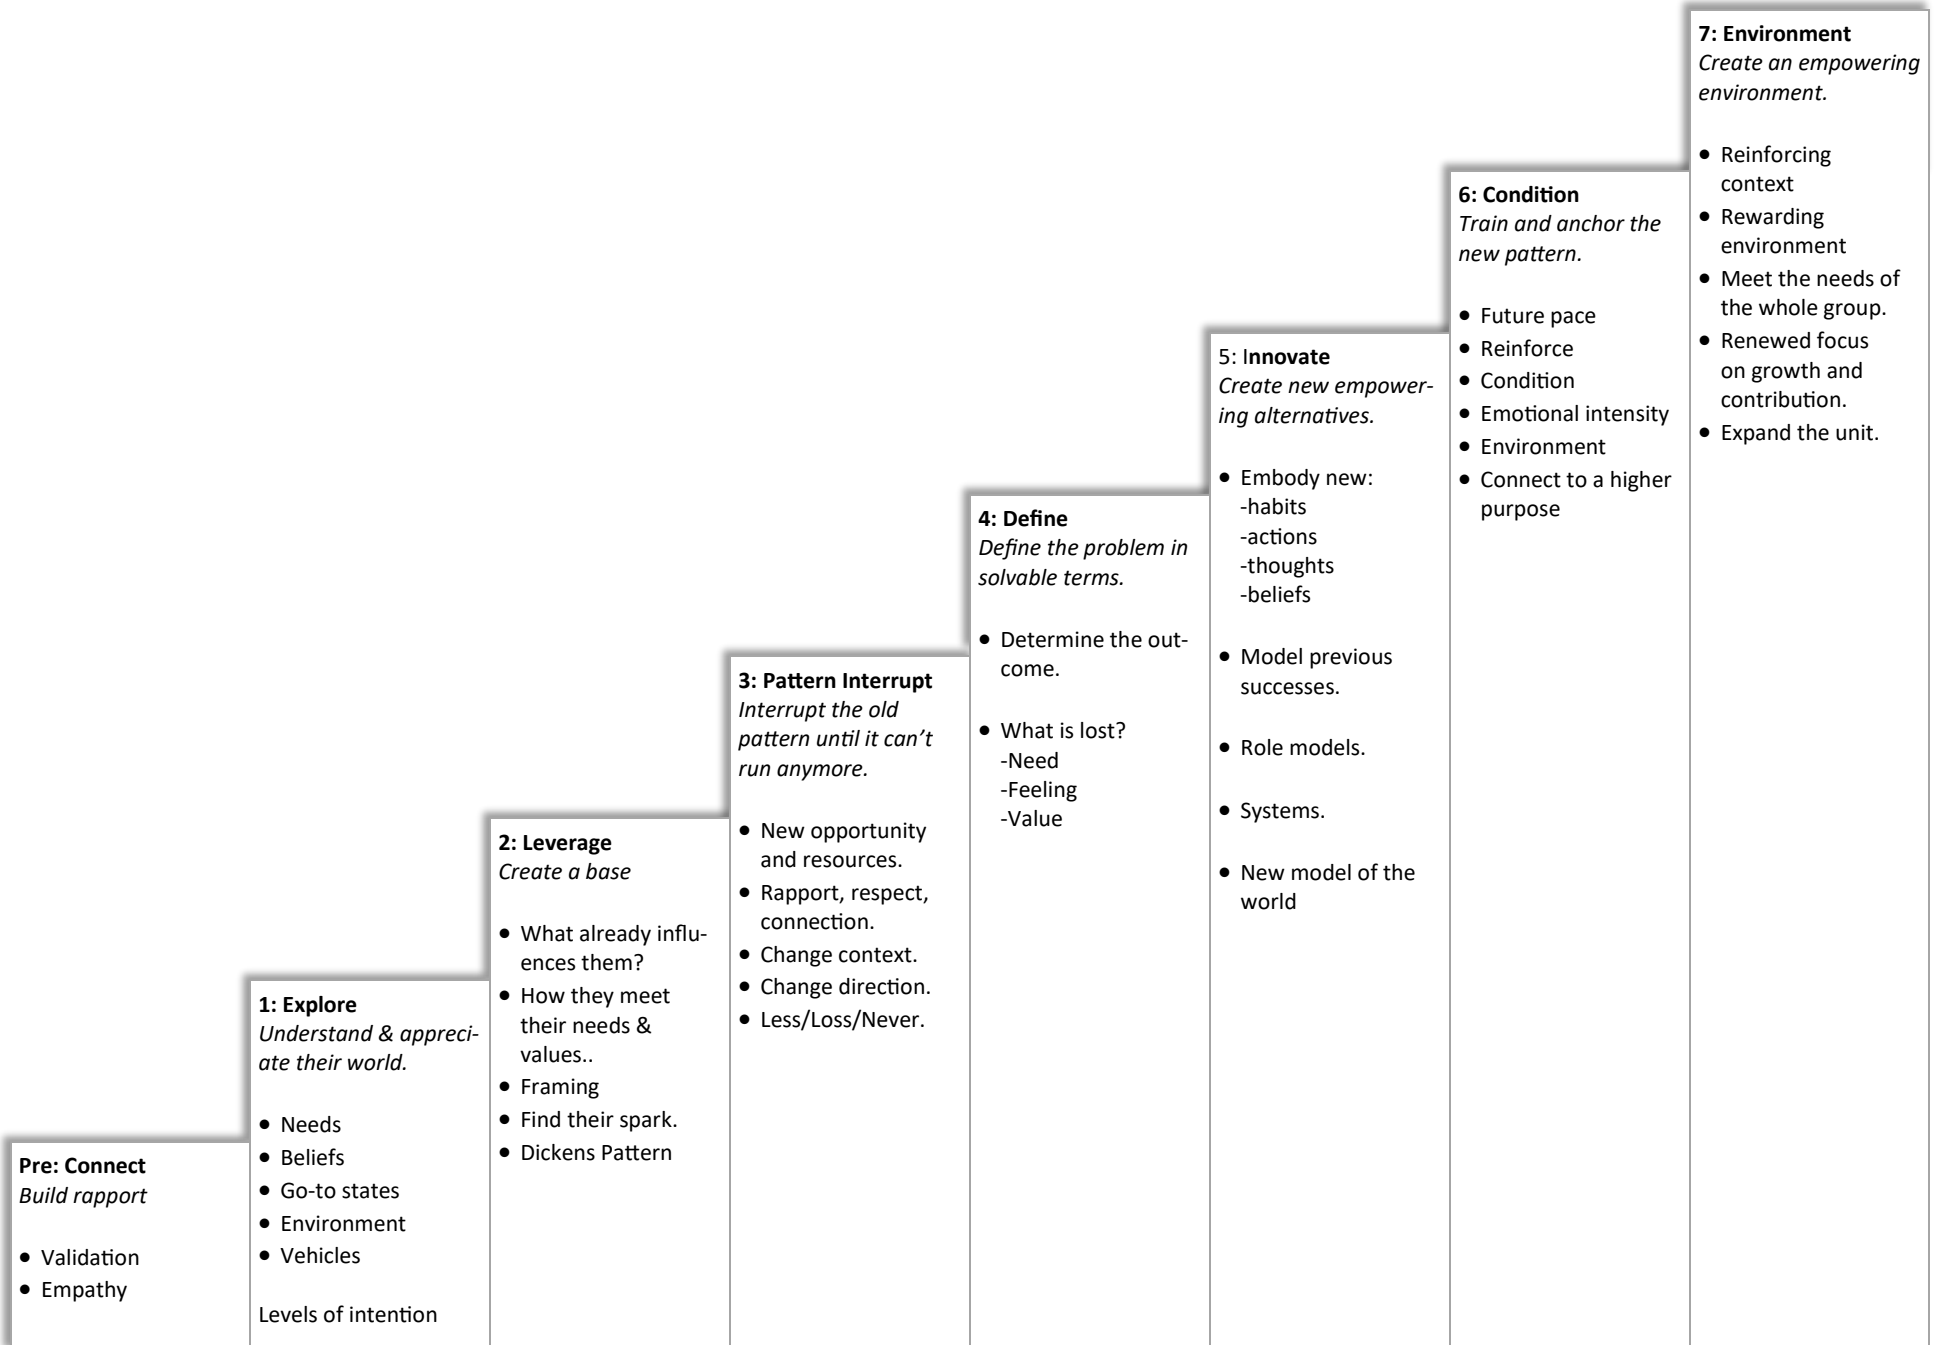 Pre: Connect
Build rapport
• Validation
• Empathy
1: Explore
Understand & appreci-
ate their world.
• Needs
• Beliefs
• Go-to states
• Environment
• Vehicles
Levels of intention
2: Leverage
Create a base
• What already influ-
ences them?
• How they meet
their needs &
values..
• Framing
• Find their spark.
• Dickens Pattern
3: Pattern Interrupt
Interrupt the old
pattern until it can’t
run anymore.
• New opportunity
and resources.
• Rapport, respect,
connection.
• Change context.
• Change direction.
• Less/Loss/Never.
4: Define
Define the problem in
solvable terms.
• Determine the out-
come.
• What is lost?
-Need
-Feeling
-Value
5: Innovate
Create new empower-
ing alternatives.
• Embody new:
-habits
-actions
-thoughts
-beliefs
• Model previous
successes.
• Role models.
• Systems.
• New model of the
world
6: Condition
Train and anchor the
new pattern.
• Future pace
• Reinforce
• Condition
• Emotional intensity
• Environment
• Connect to a higher
purpose
7: Environment
Create an empowering
environment.
• Reinforcing
context
• Rewarding
environment
• Meet the needs of
the whole group.
• Renewed focus
on growth and
contribution.
• Expand the unit.